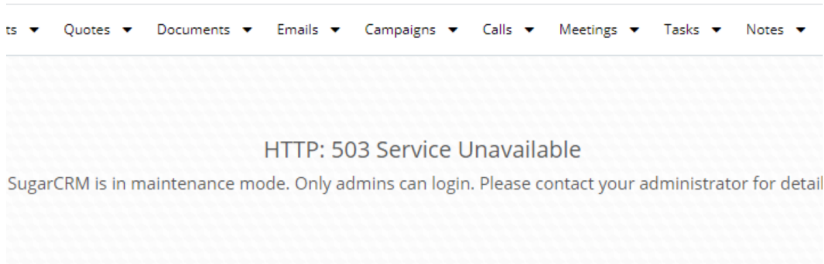 ts Quotes Documents Emails Campaigns Calls Meetings Tasks Notes
HTTP: 503 Service Unavailable
SugarCRM is in maintenance mode. Only admins can login. Please contact your administrator for detail